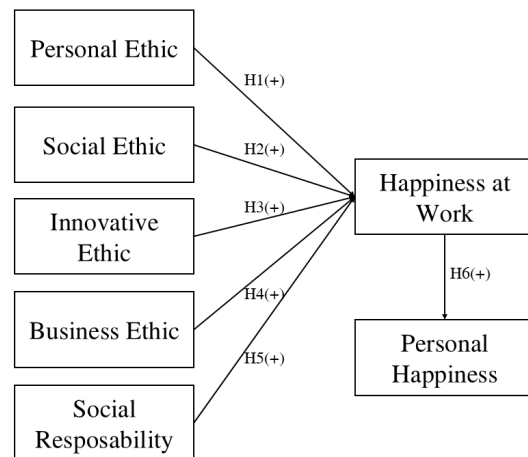 Personal Ethic
H1(+)
Social Ethic
H2(+)
Happiness at
Work
Innovative
Ethic
H3(+)
H6(+)
Business Ethic
H4(+)
Personal
Happiness
H5(+)
Social
Resposability